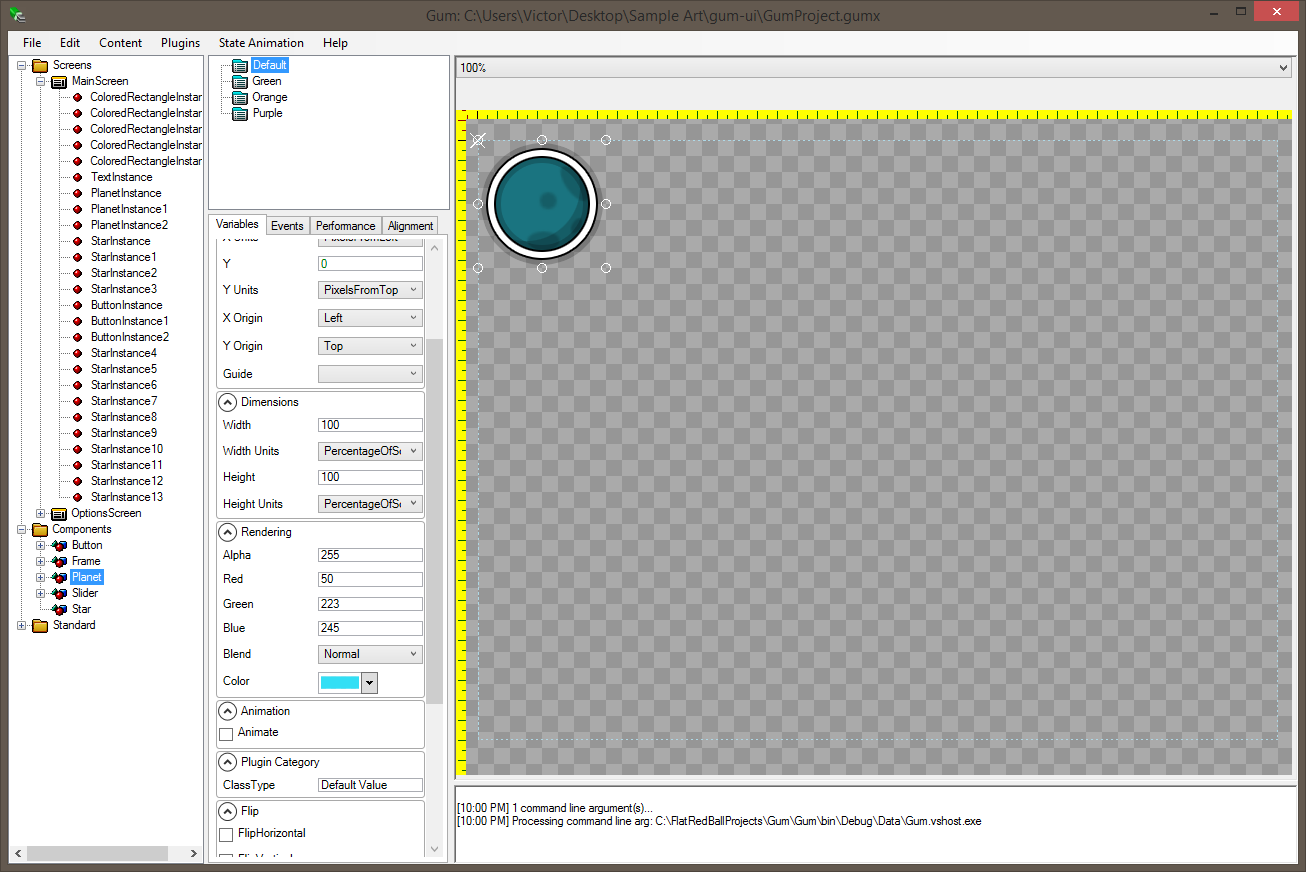 Gum: C:\Users\Victor\Desktop\Sample Art\gum-ui\GumProject.gumx
File Edit Content Plugins State Animation Help
Screens
MainScreen
ColoredRectangleInstar
ColoredRectangleInstar
ColoredRectangleInstar
ColoredRectangleInstar
ColoredRectangleInstar
TextInstance
PlanetInstance
PlanetInstance1
PlanetInstance2
StarInstance
StarInstance1
StarInstance2
StarInstance3
ButtonInstance
ButtonInstance1
ButtonInstance2
StarInstance4
StarInstance5
StarInstance6
StarInstance7
StarInstance8
StarInstance9
StarInstance10
StarInstance11
StarInstance12
StarInstance13
OptionsScreen
Components
Button
Frame
Planet
Slider
Star
Standard
Default
Green
Orange
Purple
Variables Events Performance Alignment
X Units PixelsFromLeft
Y 0
Y Units PixelsFromTop
X Origin Left
Y Origin Top
Guide
Dimensions
Width 100
Width Units PercentageOfSo
Height 100
Height Units PercentageOfSo
Rendering
Alpha 255
Red 50
Green 223
Blue 245
Blend Normal
Color
Animation
Animate
Plugin Category
ClassType Default Value
Flip
FlipHorizontal
FlipVertical
100%
[10:00 PM] 1 command line argument(s)...
[10:00 PM] Processing command line arg: C:\FlatRedBallProjects\Gum\Gum\bin\Debug\Data\Gum.vshost.exe